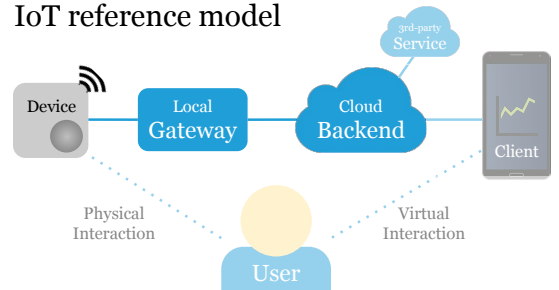 IoT reference model
3rd-party
Service
Device
Local
Gateway
Cloud
Backend
Client
Physical
Interaction
Virtual
Interaction
User